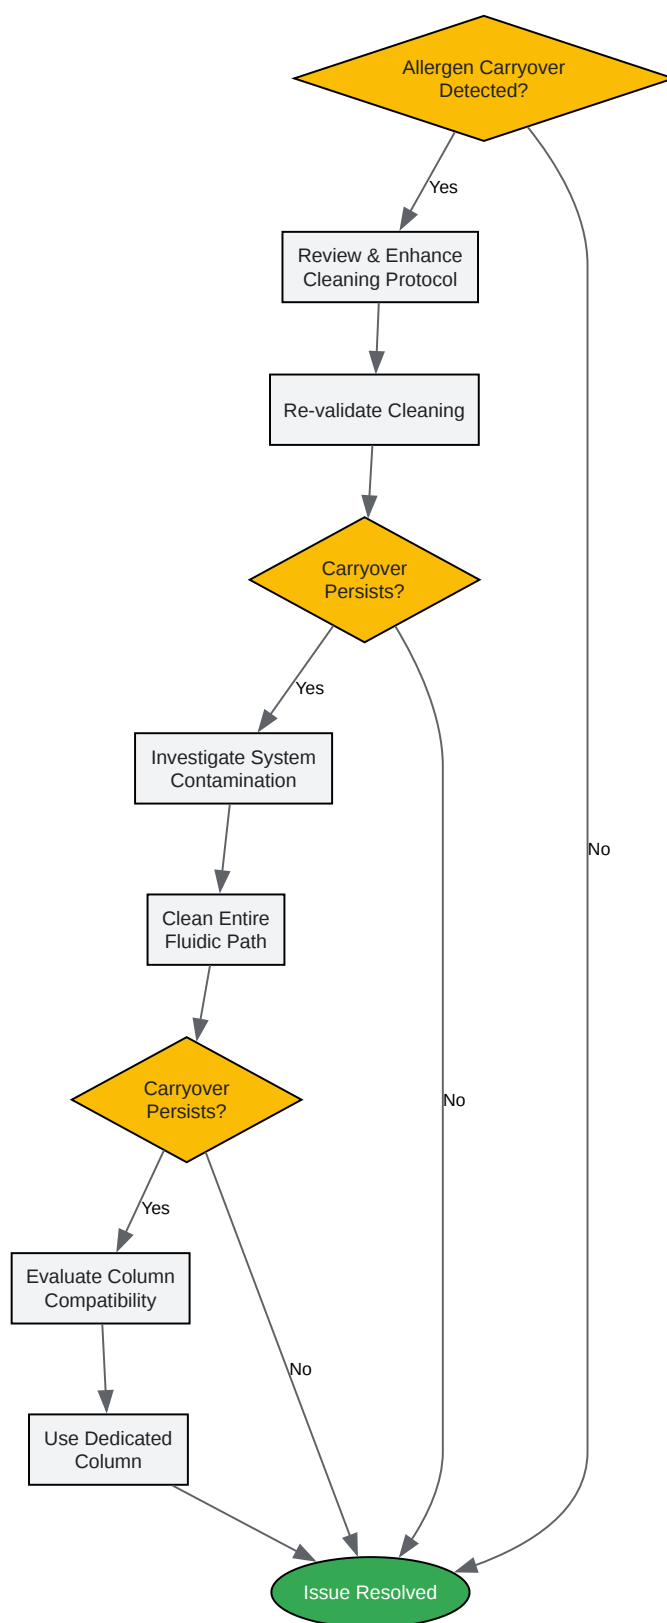 Allergen Carryover
Detected?
Yes
Review & Enhance
Cleaning Protocol
Re-validate Cleaning
Carryover
Persists?
Yes
Investigate System
Contamination
No
Clean Entire
Fluidic Path
Carryover
Persists?
No
Yes
Evaluate Column
Compatibility
No
Use Dedicated
Column
Issue Resolved